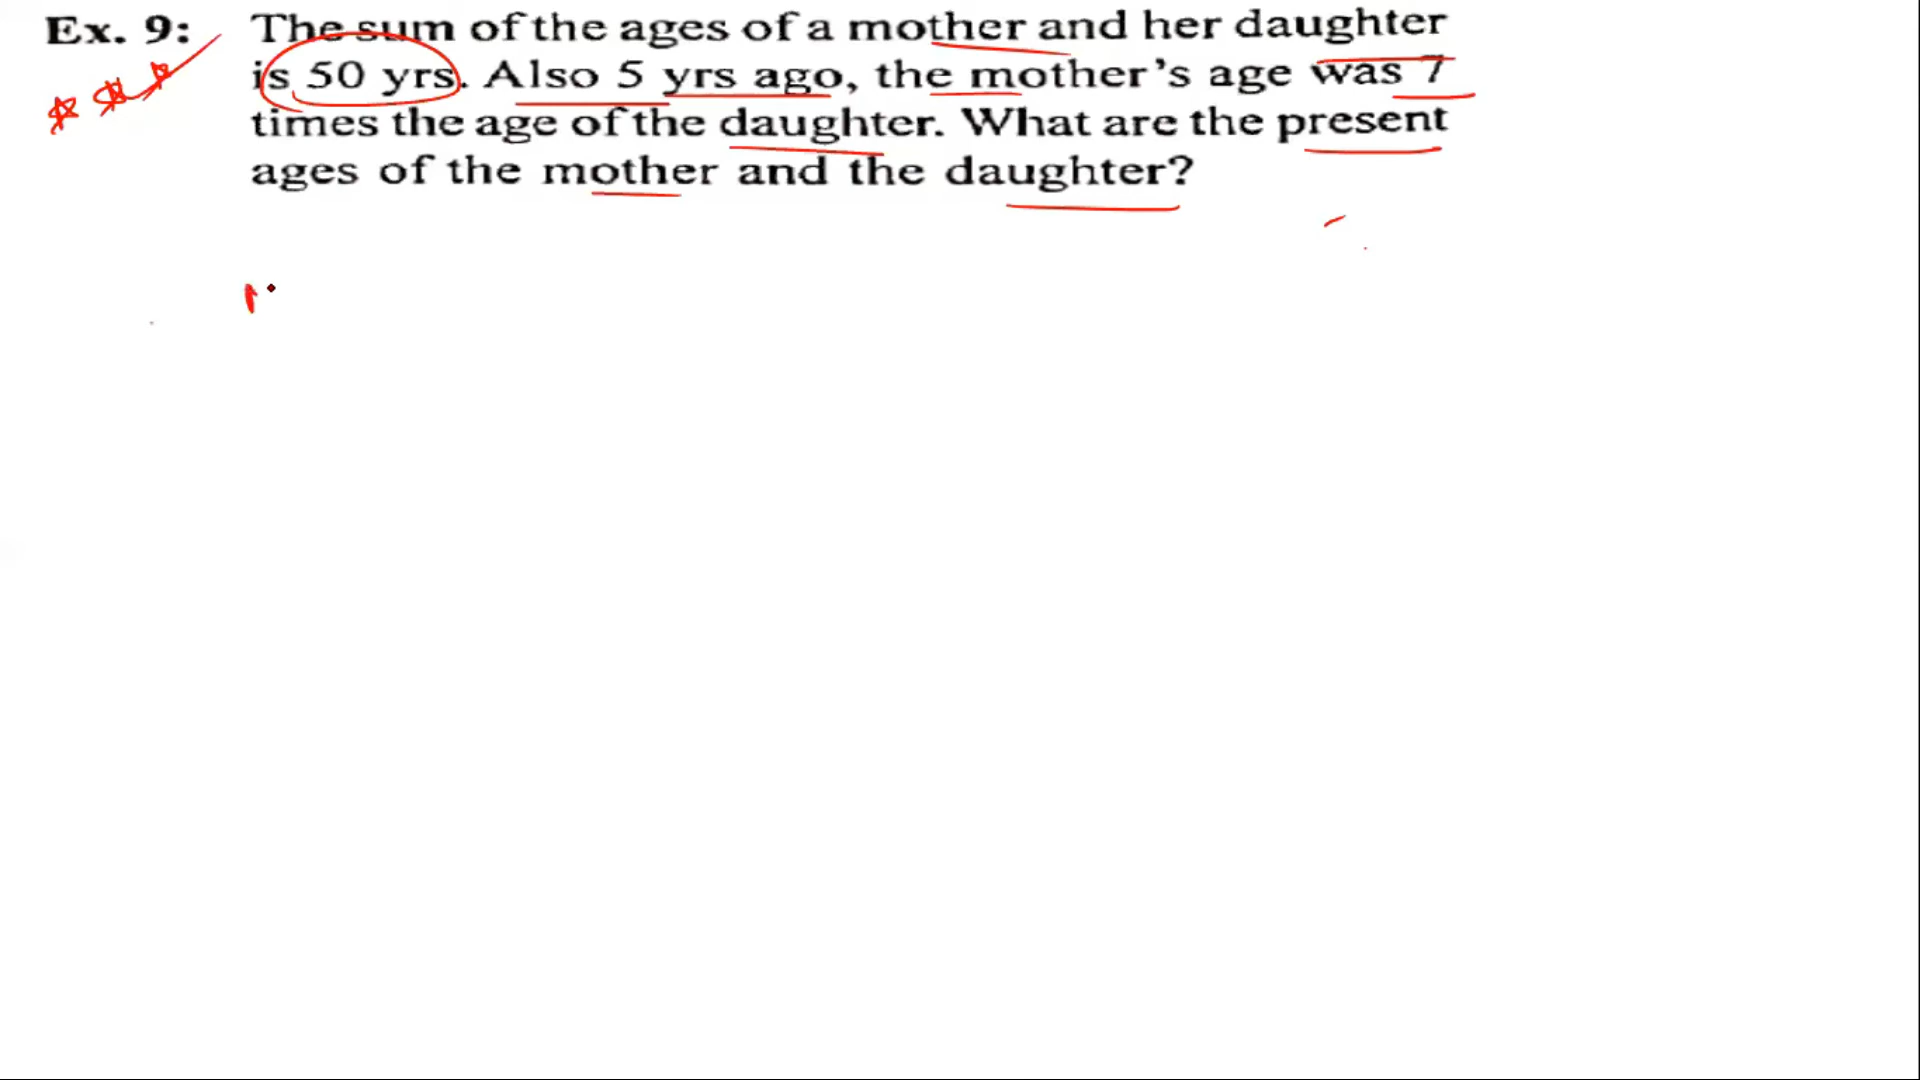 Ex. 9: The sum of the ages of a mother and her daughter
is 50 yrs. Also 5 yrs ago, the mother's age was 7
times the age of the daughter. What are the present
ages of the mother and the daughter?